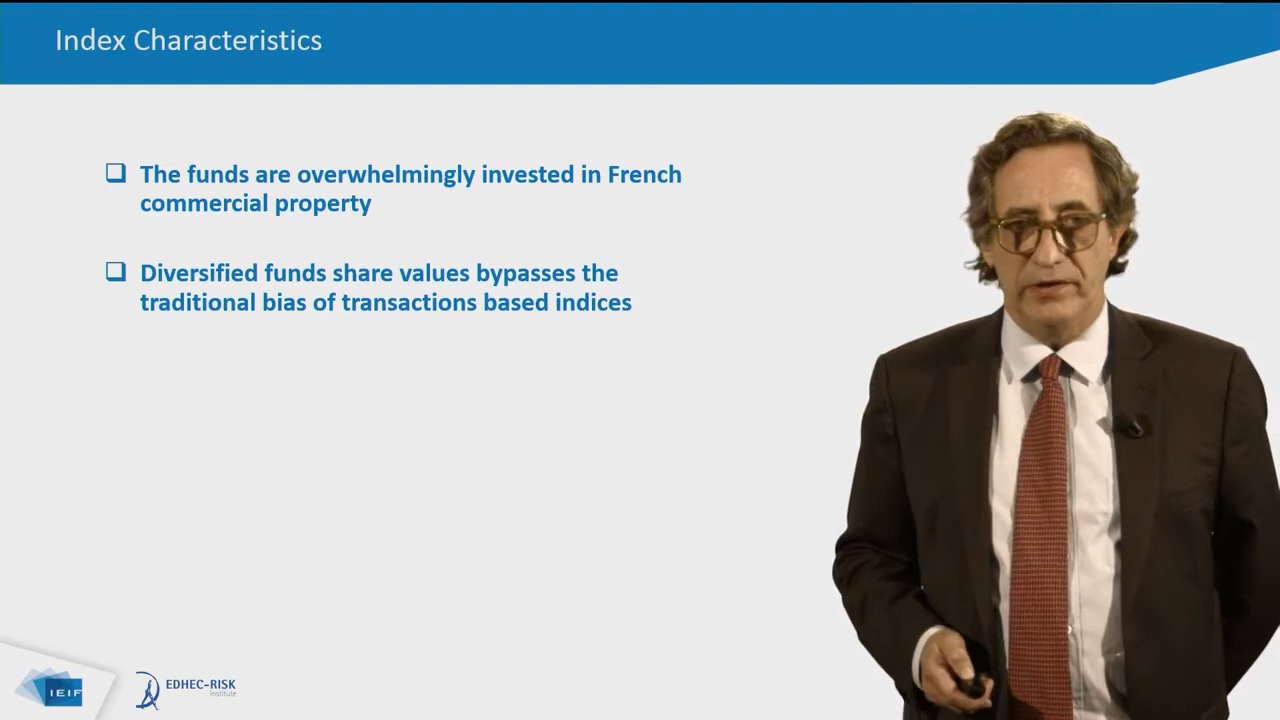 Index Characteristics
❑ The funds are overwhelmingly invested in French
commercial property
❑ Diversified funds share values bypasses the
traditional bias of transactions based indices
IEIF
EDHEC-RISK
Institute